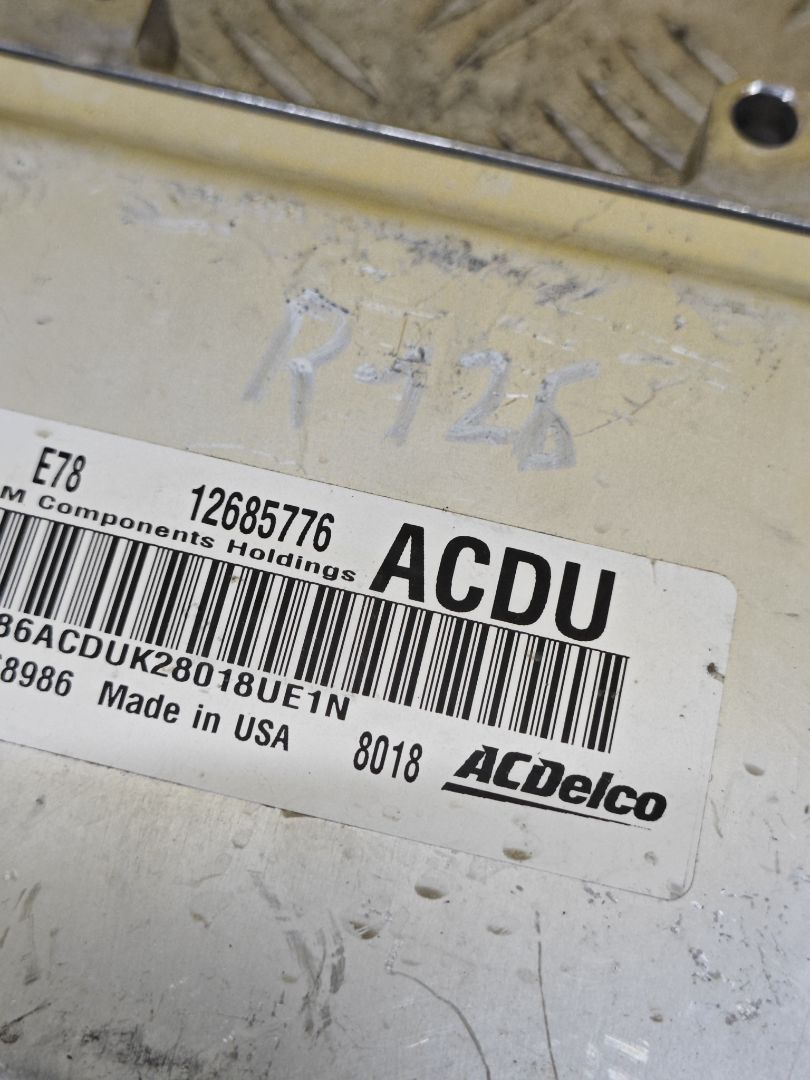 R-126
E78 12685776
M Components Holdings ACDU
86ACDUK28018UE1N
8986 Made in USA 8018 ACDelco